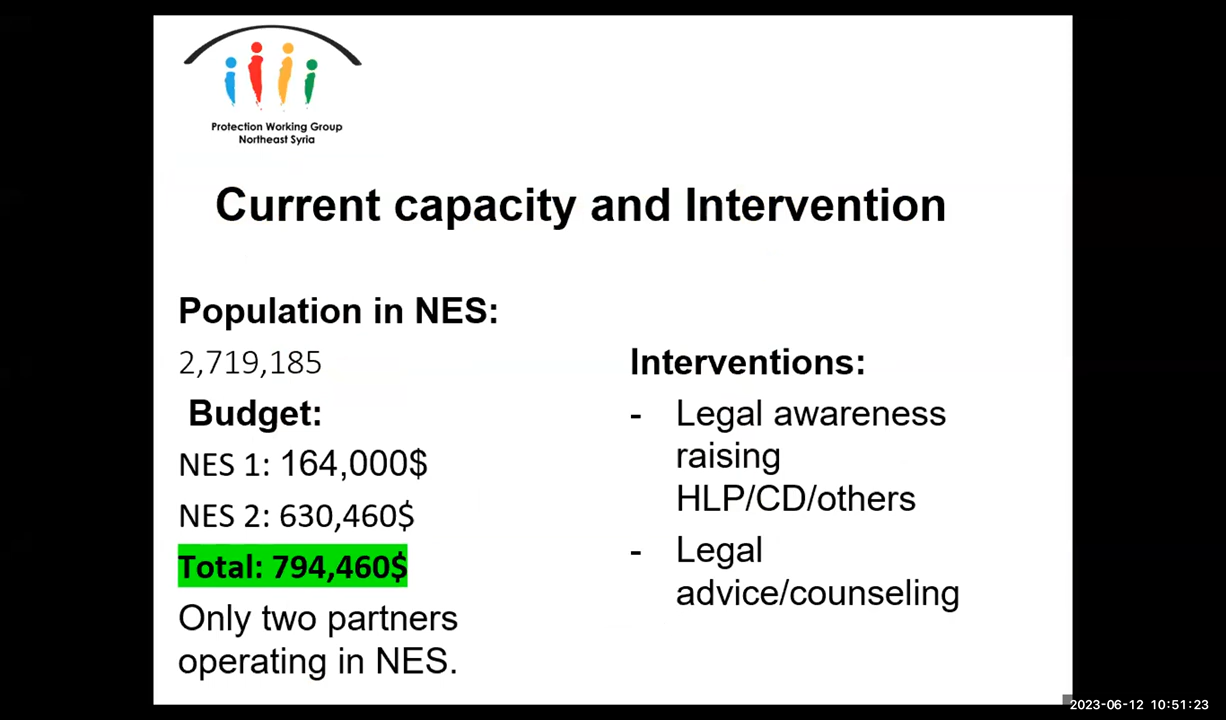 Protection Working Group
Northeast Syria
Current capacity and Intervention
Population in NES:
2,719,185
Budget:
NES 1: 164,000$
NES 2: 630,460$
Total: 794,460$
Only two partners
operating in NES.
Interventions:
- Legal awareness
raising
HLP/CD/others
- Legal
advice/counseling
2023-06-12 10:51:23